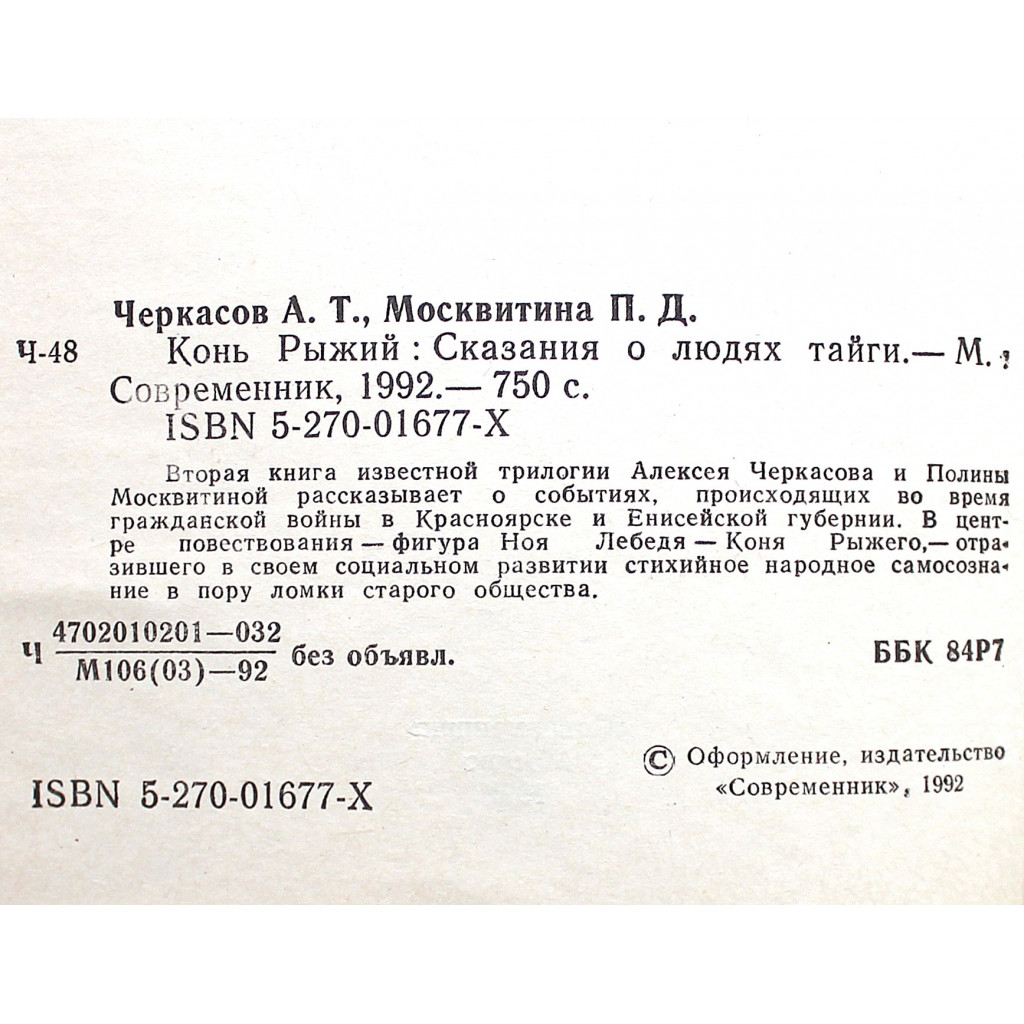 Черкасов А. Т., Москвитина П. Д.
Ч-48 Конь Рыжий : Сказания о людях тайги.— М. :
Современник, 1992.— 750 с.
ISBN 5-270-01677-X
Вторая книга известной трилогии Алексея Черкасова и Полины
Москвитиной рассказывает о событиях, происходящих во время
гражданской войны в Красноярске и Енисейской губернии. В цент-
ре повествования — фигура Ноя Лебедя — Коня Рыжего,— отра-
зившего в своем социальном развитии стихийное народное самосозна-
ние в пору ломки старого общества.
4702010201—032
Ч без объявл.
М106(03)—92
ББК 84Р7
© Оформление, издательство
«Современник», 1992
ISBN 5-270-01677-X